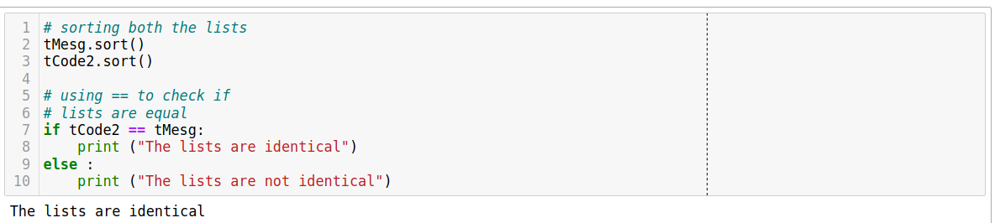 1 # sorting both the lists
2 tMesg.sort()
3 tCode2.sort()
4
5 # using == to check if
6 # lists are equal
7 if tCode2 == tMesg:
8     print ("The lists are identical")
9 else :
10     print ("The lists are not identical")
The lists are identical